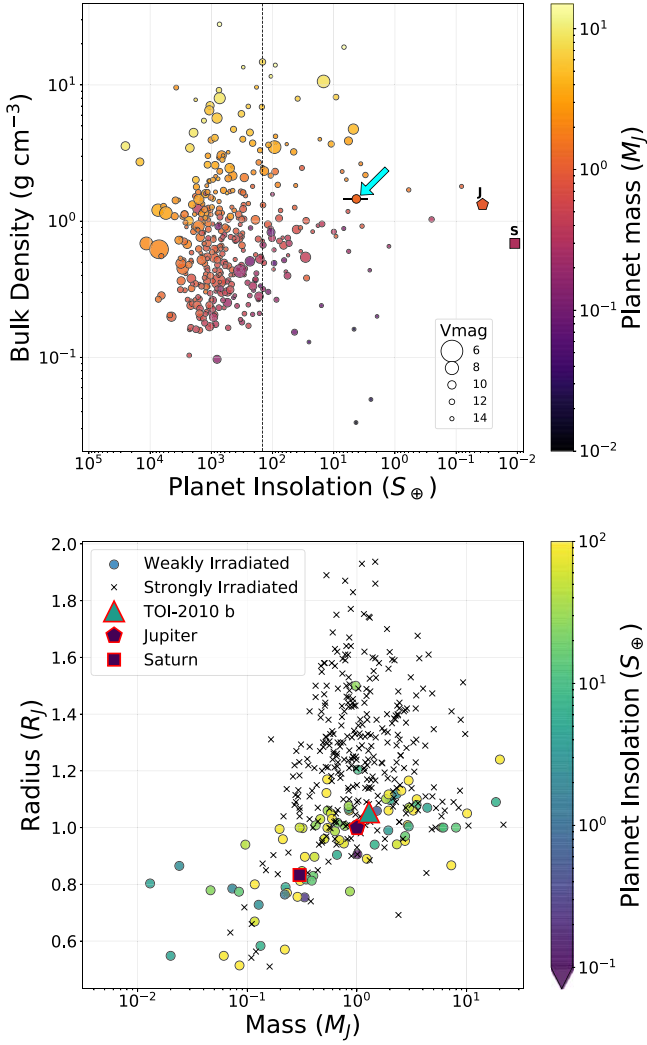 10¹
10⁰
10⁻¹
Bulk Density (g cm⁻³)
J
S
Vmag
6
8
10
12
14
10⁵ 10⁴ 10³ 10² 10¹ 10⁰ 10⁻¹ 10⁻²
Planet Insolation (S⊕)
10¹
10⁰
10⁻¹
10⁻²
Planet mass (M_J)
2.0
1.8
1.6
1.4
1.2
1.0
0.8
0.6
Radius (R_J)
Weakly Irradiated
Strongly Irradiated
TOI-2010 b
Jupiter
Saturn
10⁻² 10⁻¹ 10⁰ 10¹
Mass (M_J)
10²
10¹
10⁰
10⁻¹
Plannet Insolation (S⊕)